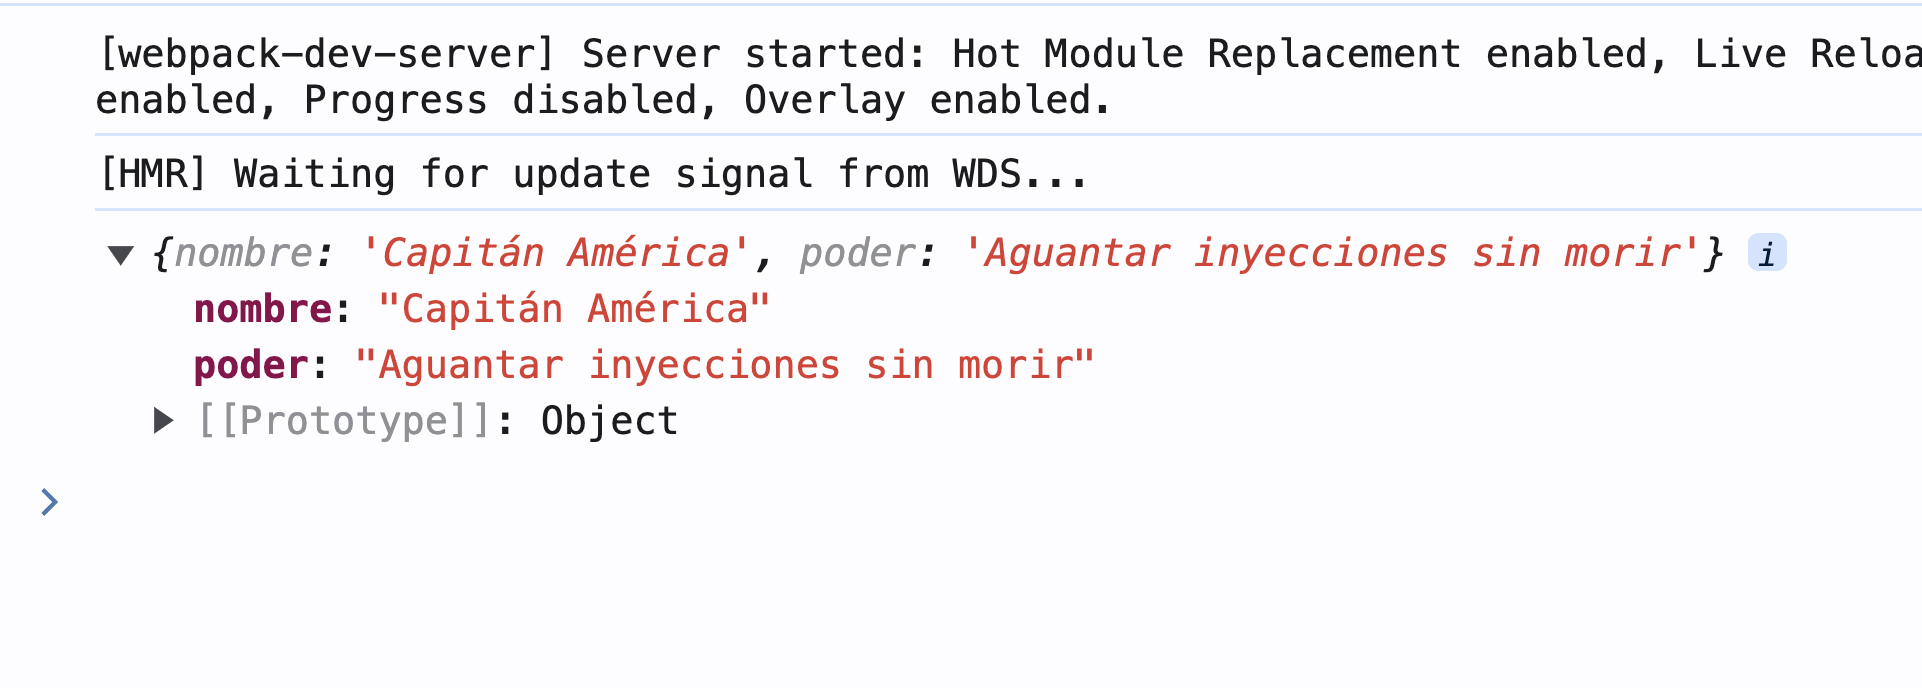 [webpack-dev-server] Server started: Hot Module Replacement enabled, Live
enabled, Progress disabled, Overlay enabled.
[HMR] Waiting for update signal from WDS...
{nombre: 'Capitán América', poder: 'Aguantar inyecciones sin morir'} i
nombre: "Capitán América"
poder: "Aguantar inyecciones sin morir"
[[Prototype]]: Object